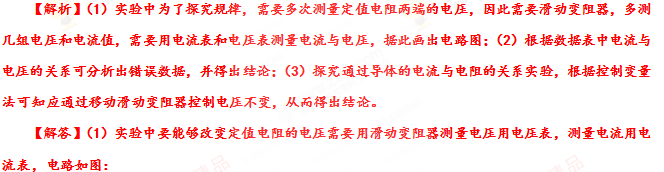 【解析】（1）实验中为了探究规律，需要多次测量定值电阻两端的电压，因此需要滑动变阻器，多测
几组电压和电流值，需要用电流表和电压表测量电流与电压，据此画出电路图；（2）根据数据表中电流与
电压的关系可分析出错误数据，并得出结论；（3）探究通过导体的电流与电阻的关系实验，根据控制变量
法可知应通过移动滑动变阻器控制电压不变，从而得出结论。
【解答】（1）实验中要能够改变定值电阻的电压需要用滑动变阻器测量电压用电压表，测量电流用电
流表，电路如图：